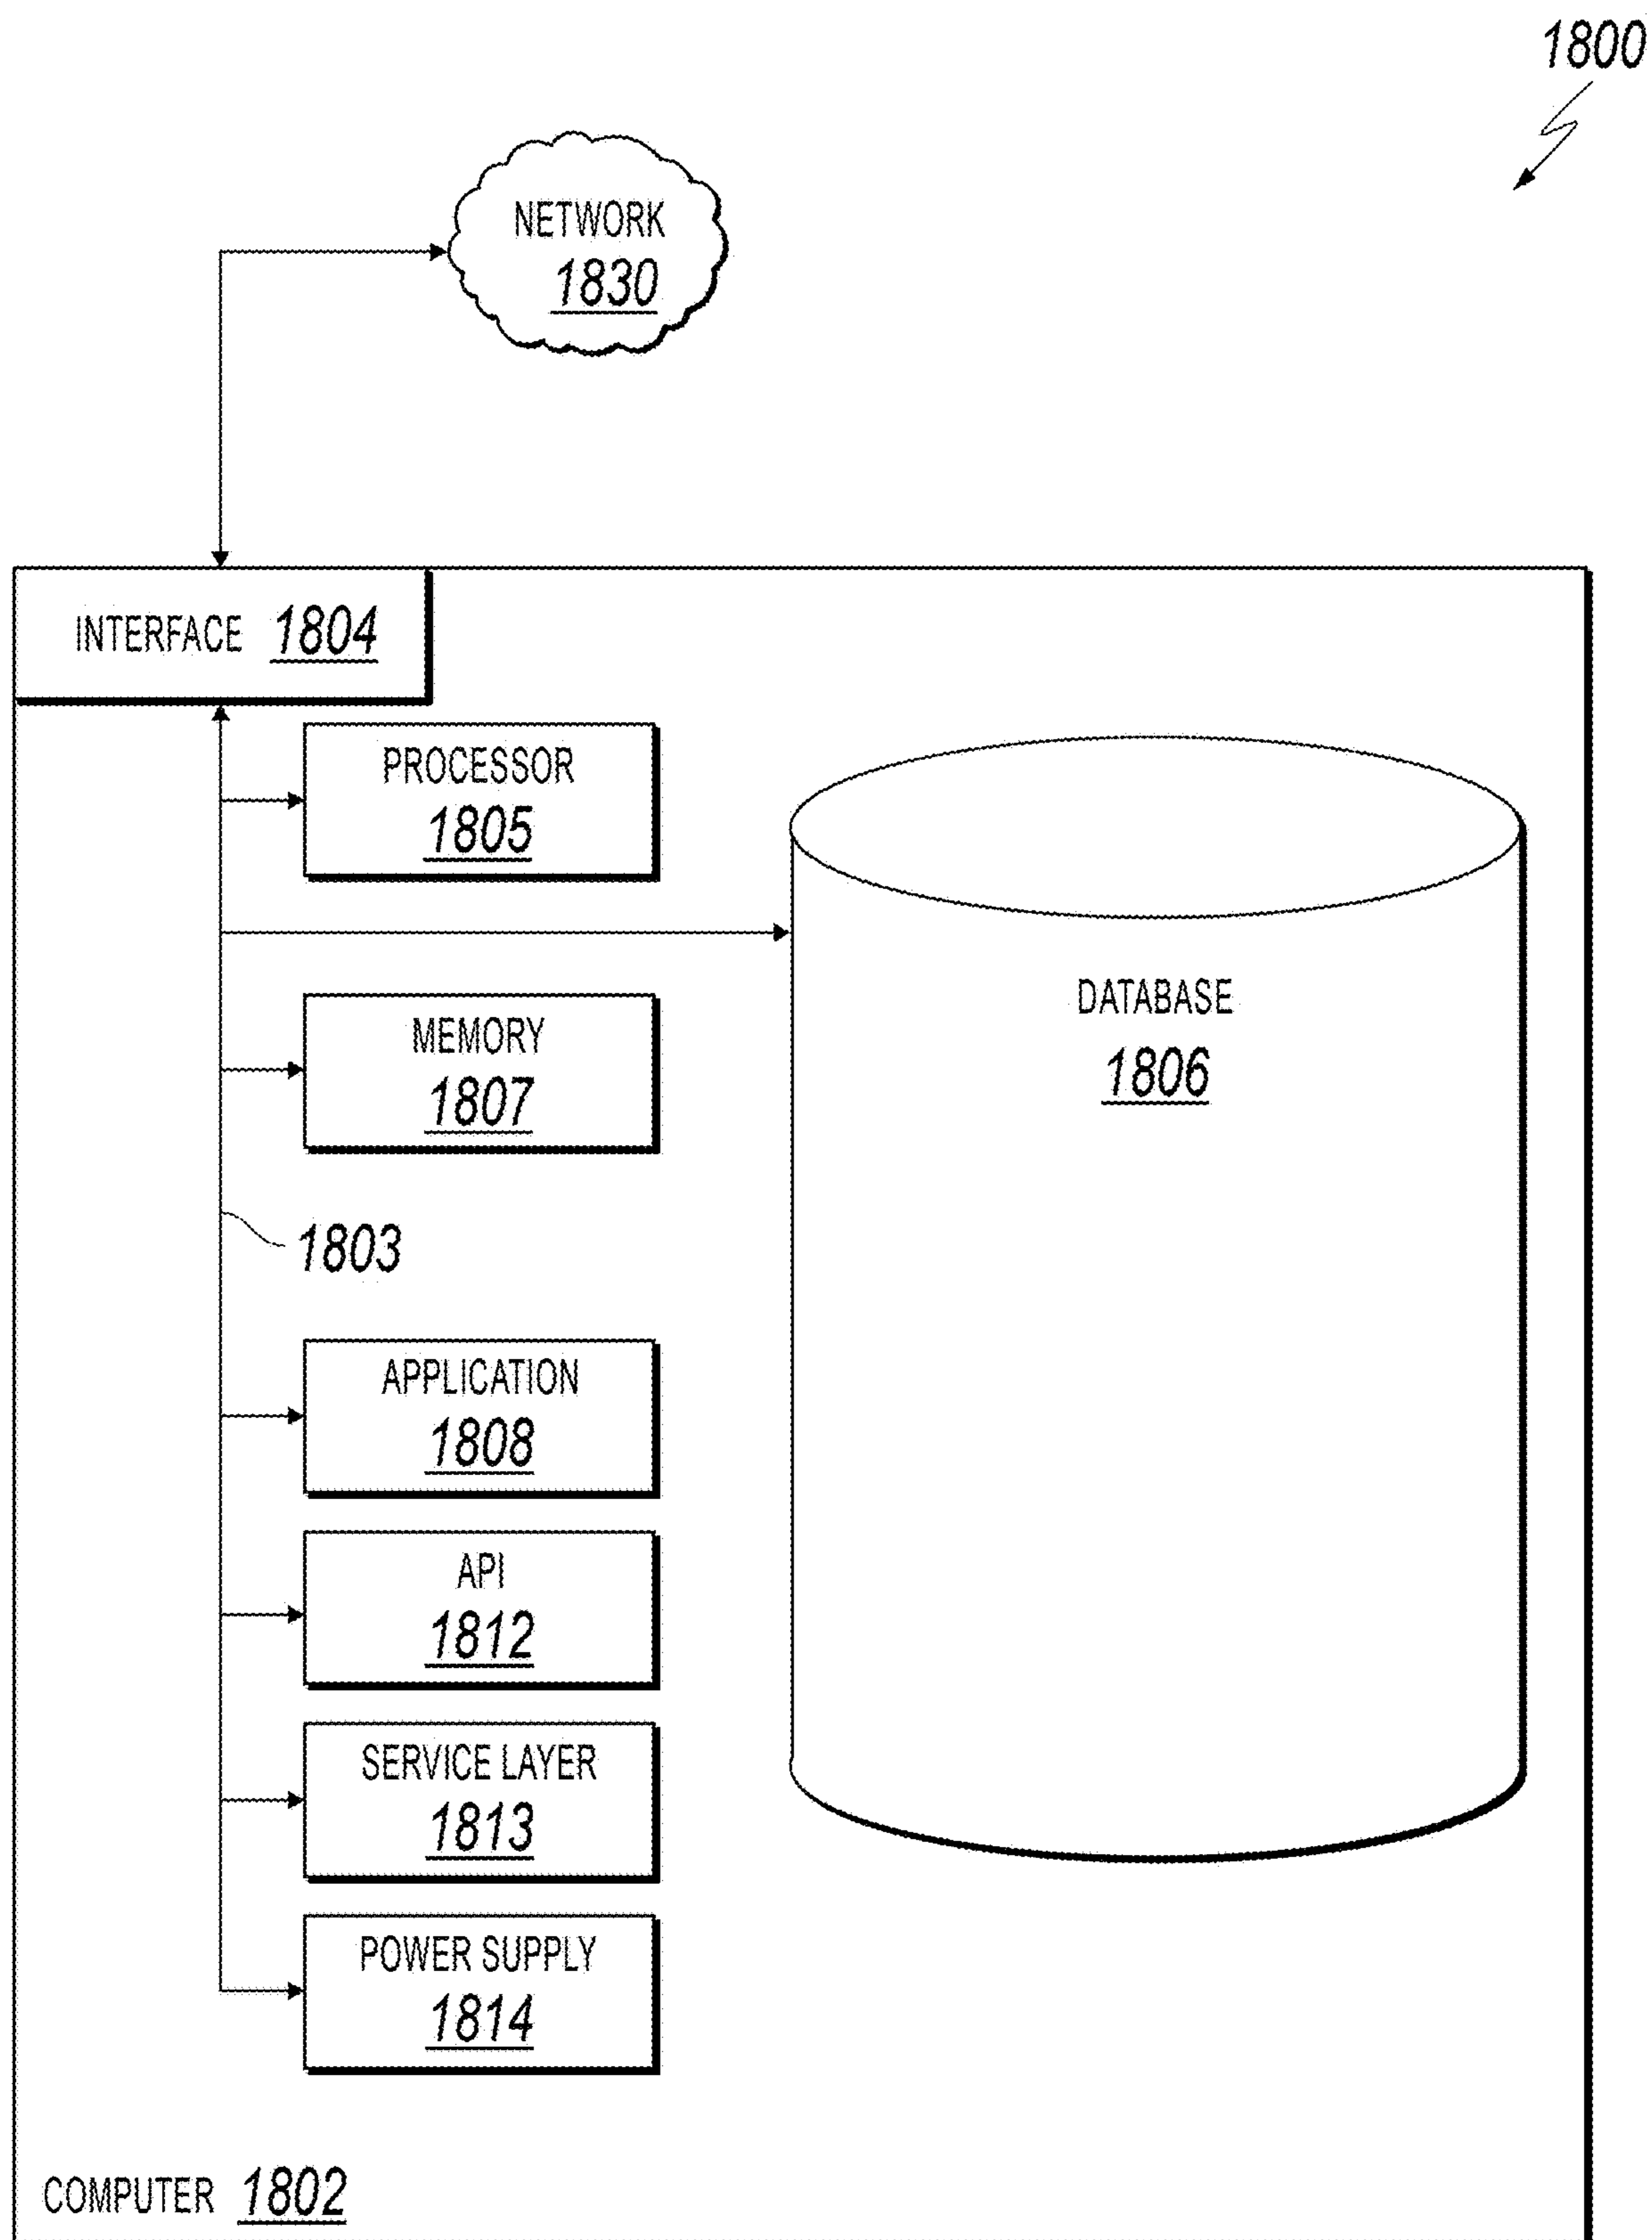 1800
NETWORK
1830
INTERFACE 1804
PROCESSOR
1805
DATABASE
1806
MEMORY
1807
1803
APPLICATION
1808
API
1812
SERVICE LAYER
1813
POWER SUPPLY
1814
COMPUTER 1802